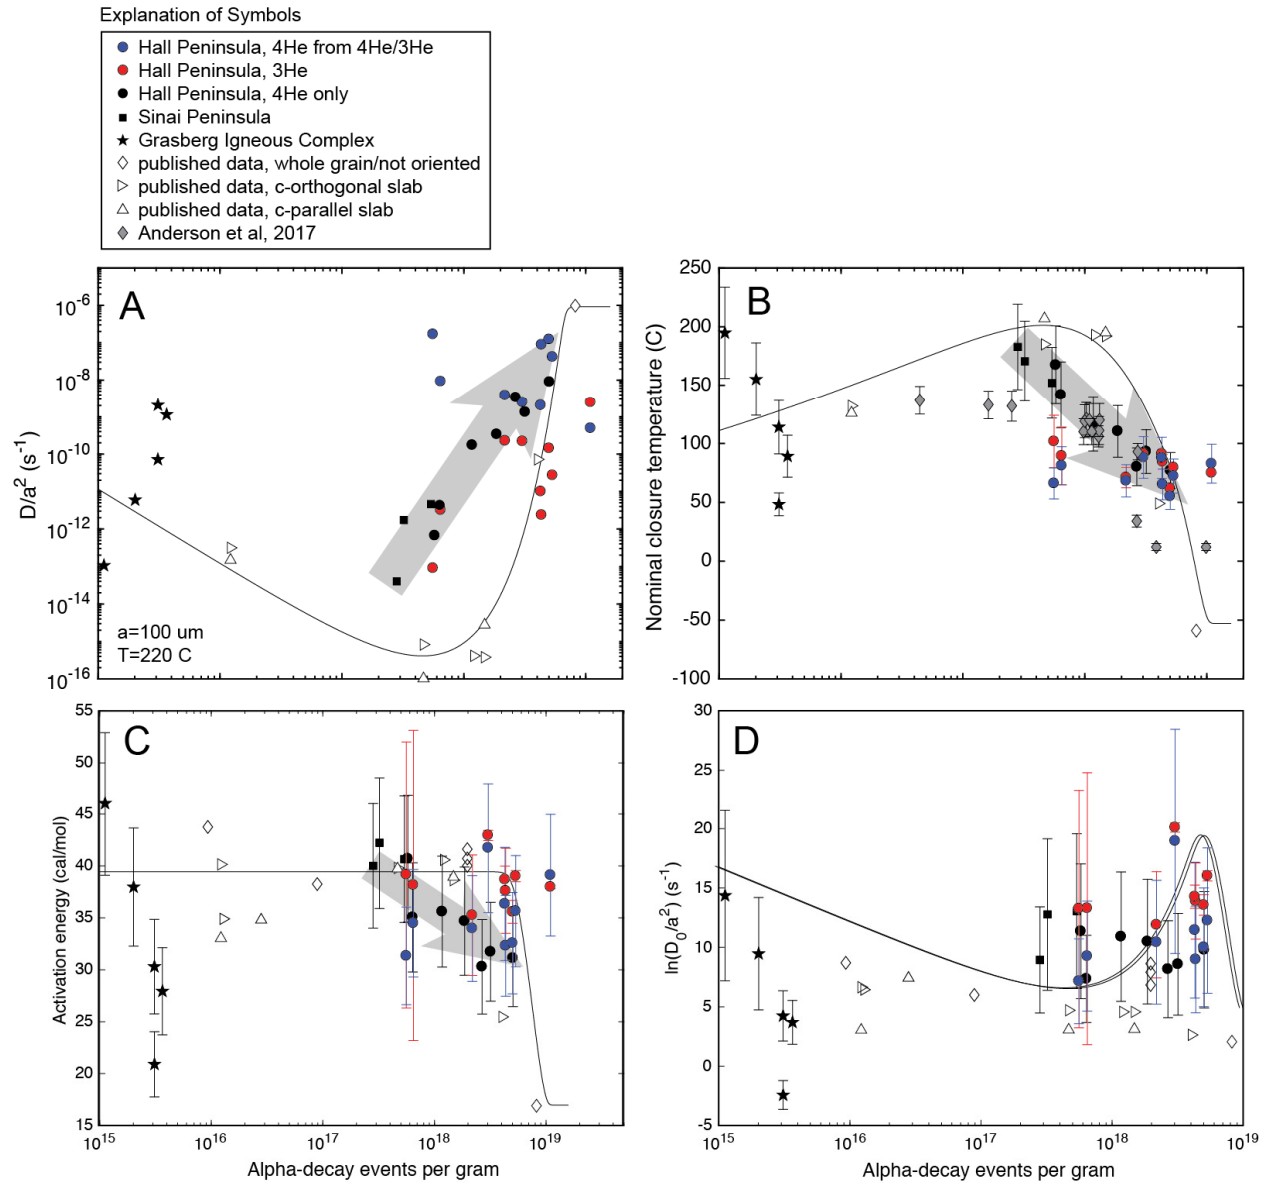 Explanation of Symbols
Hall Peninsula, 4He from 4He/3He
Hall Peninsula, 3He
Hall Peninsula, 4He only
Sinai Peninsula
Grasberg Igneous Complex
published data, whole grain/not oriented
published data, c-orthogonal slab
published data, c-parallel slab
Anderson et al, 2017
A
D/a² (s⁻¹)
10⁻⁶
10⁻⁸
10⁻¹⁰
10⁻¹²
10⁻¹⁴
10⁻¹⁶
a=100 um
T=220 C
B
Nominal closure temperature (C)
250
200
150
100
50
0
-50
-100
C
Activation energy (cal/mol)
55
50
45
40
35
30
25
20
15
10¹⁵
10¹⁶
10¹⁷
10¹⁸
10¹⁹
Alpha-decay events per gram
D
ln(D₀/a²) (s⁻¹)
30
25
20
15
10
5
0
-5
10¹⁵
10¹⁶
10¹⁷
10¹⁸
10¹⁹
Alpha-decay events per gram